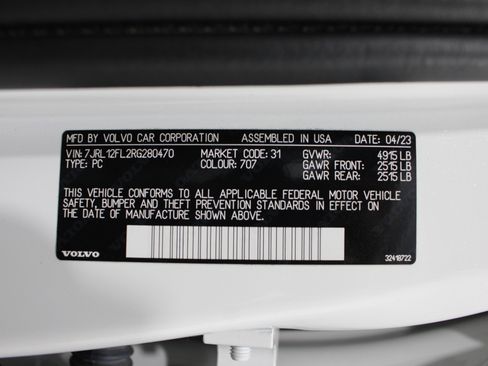 MFD BY VOLVO CAR CORPORATION ASSEMBLED IN USA DATE 04/23
VIN: 7JRL12FL2RG280470 MARKET CODE: 31 GVWR: 4915 LB
TYPE: PC COLOUR: 707 GAWR FRONT: 2515 LB
GAWR REAR: 2515 LB
THIS VEHICLE CONFORMS TO ALL APPLICABLE FEDERAL MOTOR VEHICLE
SAFETY, BUMPER AND THEFT PREVENTION STANDARDS IN EFFECT ON
THE DATE OF MANUFACTURE SHOWN ABOVE.
VOLVO 32418722